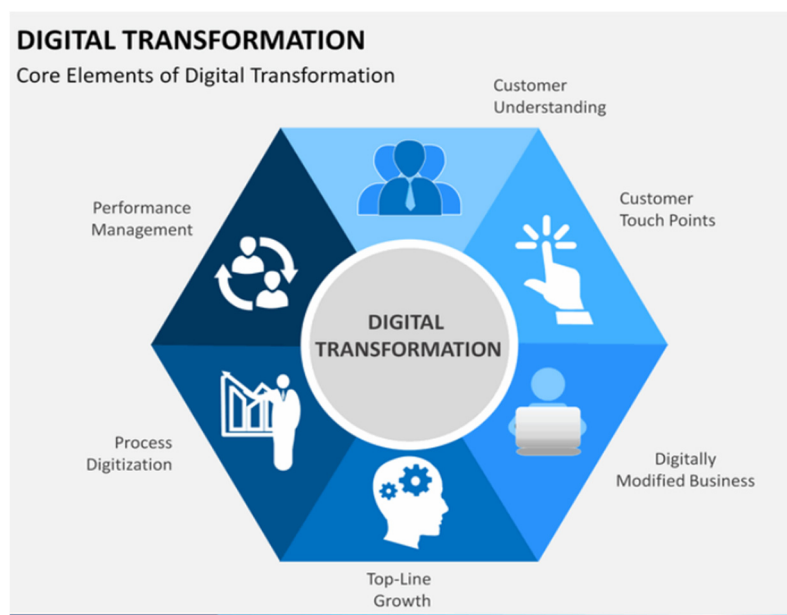 DIGITAL TRANSFORMATION
Core Elements of Digital Transformation
Customer
Understanding
Customer
Touch Points
Digitally
Modified Business
Top-Line
Growth
Process
Digitization
Performance
Management
DIGITAL
TRANSFORMATION